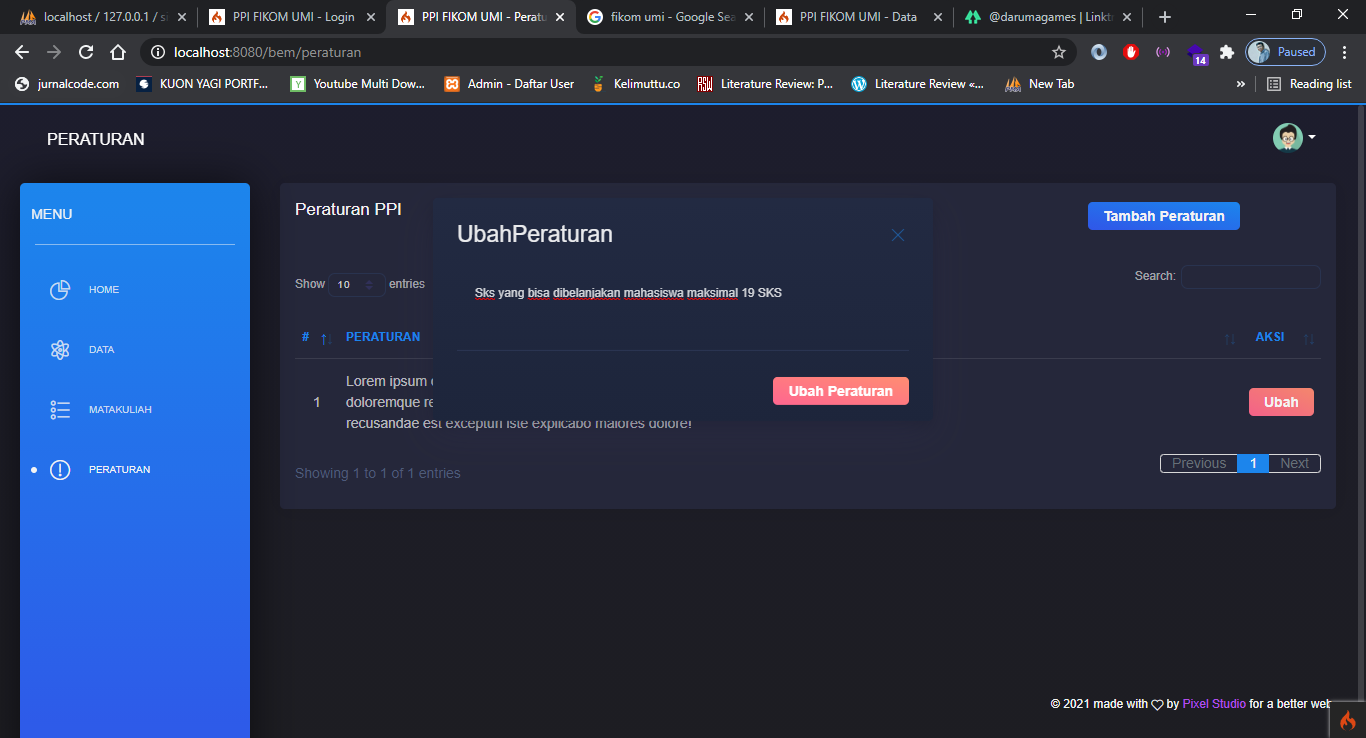 localhost / 127.0.0.1 / si
PPI FIKOM UMI - Login
PPI FIKOM UMI - Peratu
fikom umi - Google Sea
PPI FIKOM UMI - Data
@darumagames | Linktr
localhost:8080/bem/peraturan
14
Paused
jurnalcode.com
KUON YAGI PORTF...
Youtube Multi Dow...
Admin - Daftar User
Kelimuttu.co
Literature Review: P...
Literature Review «...
New Tab
»
Reading list
PERATURAN
MENU
HOME
DATA
MATAKULIAH
PERATURAN
Peraturan PPI
Tambah Peraturan
UbahPeraturan
Show 10 entries
Search:
Sks yang bisa dibelanjakan mahasiswa maksimal 19 SKS
# PERATURAN AKSI
Ubah Peraturan
Lorem ipsum
1 doloremque
Ubah
recusandae est excepturi iste explicabo maiores dolore!
Showing 1 to 1 of 1 entries
Previous 1 Next
© 2021 made with by Pixel Studio for a better web